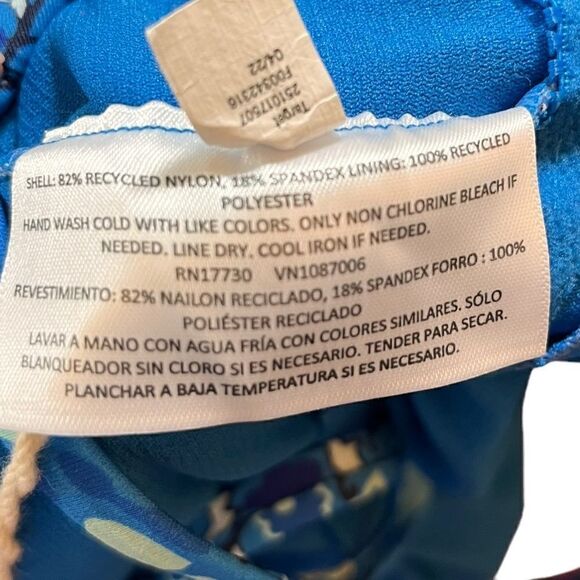 Target
251017507
F00342316
04/22
SHELL: 82% RECYCLED NYLON, 18% SPANDEX LINING: 100% RECYCLED
POLYESTER
HAND WASH COLD WITH LIKE COLORS. ONLY NON CHLORINE BLEACH IF
NEEDED. LINE DRY. COOL IRON IF NEEDED.
RN17730 VN1087006
REVESTIMIENTO: 82% NAILON RECICLADO, 18% SPANDEX FORRO : 100%
POLIÉSTER RECICLADO
LAVAR A MANO CON AGUA FRÍA CON COLORES SIMILARES. SÓLO
BLANQUEADOR SIN CLORO SI ES NECESARIO. TENDER PARA SECAR.
PLANCHAR A BAJA TEMPERATURA SI ES NECESARIO.